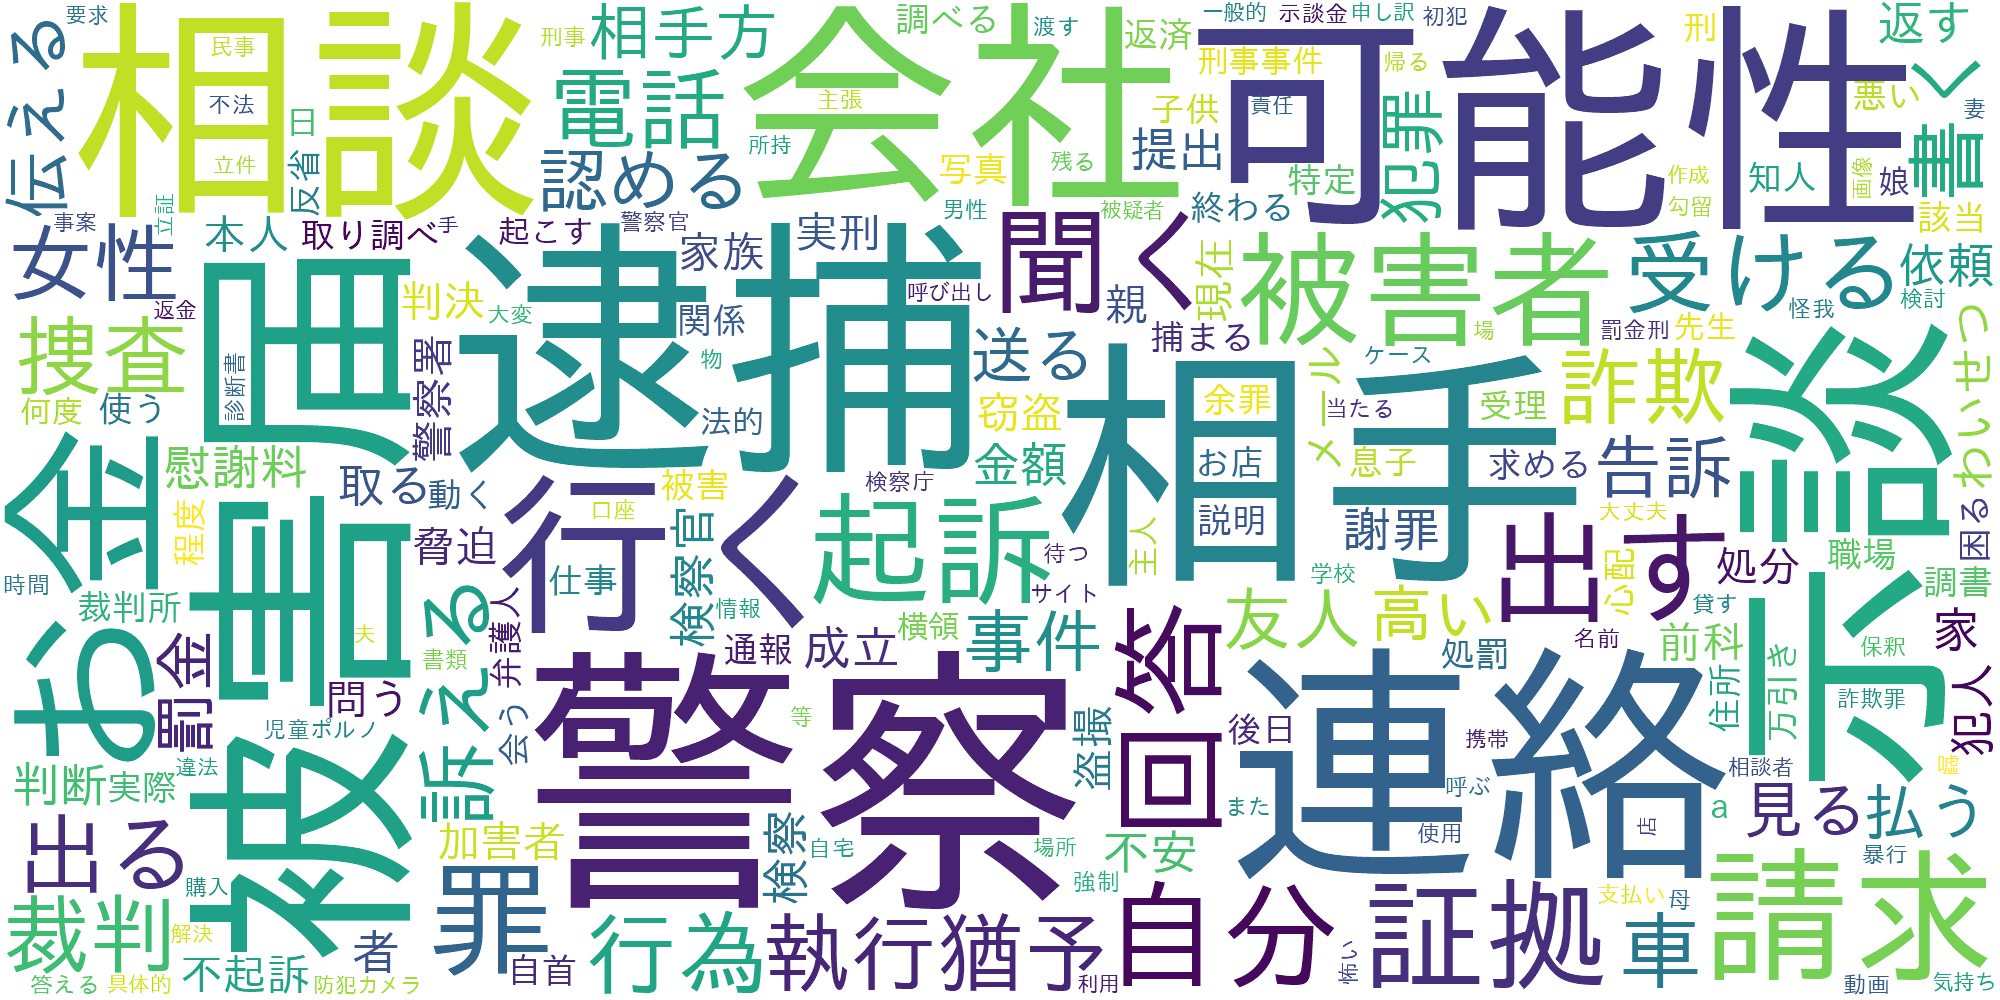 要求
伝える
民事
刑事
相談
不法
立件
日
反省
相手方
電話
認める
調べる
渡す
返済
会社
主張
所持
残る
写真
提出
子供
一般的
示談金
申し訳
初犯
刑事事件
帰る
責任
可能性
犯罪
刑
返す
悪い
書く
妻
画像
作成
勾留
知人
娘
該当
特定
終わる
被疑者
男性
事案
立証
女性
本人
取り調べ
手
起こす
警察官
家族
実刑
聞く
呼び出し
現在
被害者
受ける
依頼
検討
怪我
捜査
返金
被害届
判決
大変
関係
逮捕
親
捕まる
送る
場
ケース
罰金刑
先生
わいせつ
何度
使う
診断書
警察署
物
法的
窃盗
相手
お店
余罪
当たる
受理
メール
息子
求める
詐欺
告訴
示談
お金
慰謝料
取る
動く
被害
口座
検察庁
金額
説明
謝罪
大丈夫
困る
程度
脅迫
行く
検察官
起訴
主人
待つ
出す
心配
処分
職場
調書
時間
裁判所
訴える
弁護人
仕事
情報
横領
事件
サイト
学校
友人
高い
名前
貸す
前科
保釈
家
罰金
夫
書類
通報
成立
回答
処罰
問う
児童ポルノ
会う
等
盗撮
後日
携帯
住所
万引き
詐欺罪
犯人
判断
実際
違法
警察
連絡
また
呼ぶ
相談者
嘘
出る
加害者
検察
自宅
場所
不安
使用
店
a
見る
払う
購入
強制
暴行
裁判
解決
者
罪
行為
執行猶予
自分
証拠
支払い
母
車
請求
答える
具体的
不起訴
防犯カメラ
自首
利用
怖い
動画
気持ち